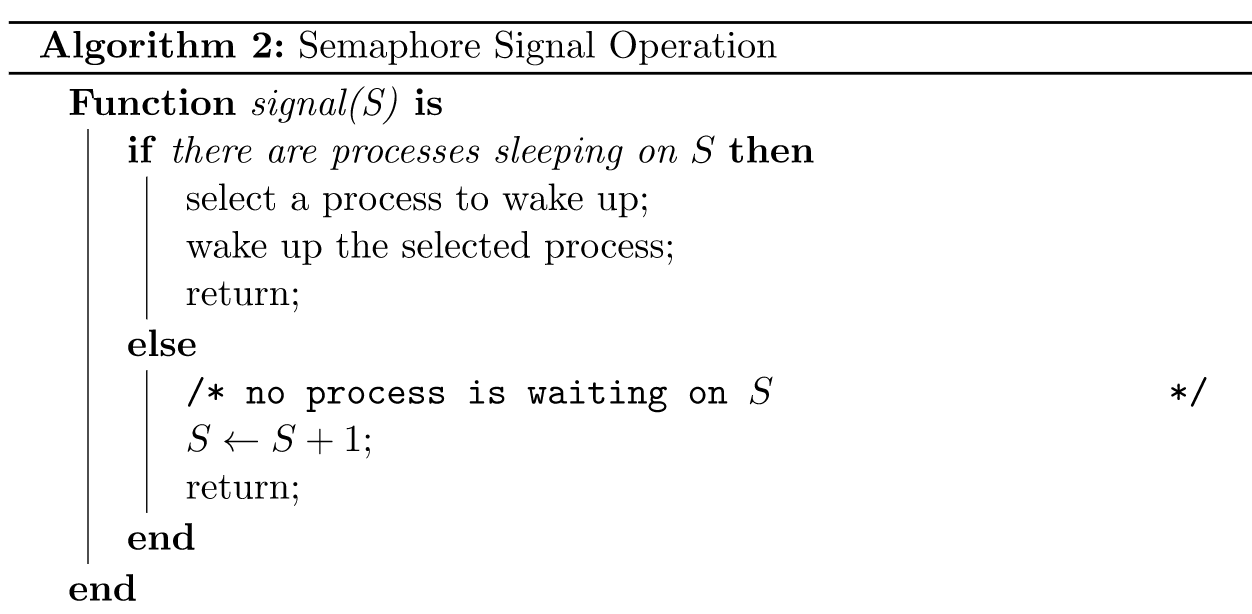 Algorithm 2: Semaphore Signal Operation
Function signal(S) is
if there are processes sleeping on S then
select a process to wake up;
wake up the selected process;
return;
else
/* no process is waiting on S */
S ← S + 1;
return;
end
end